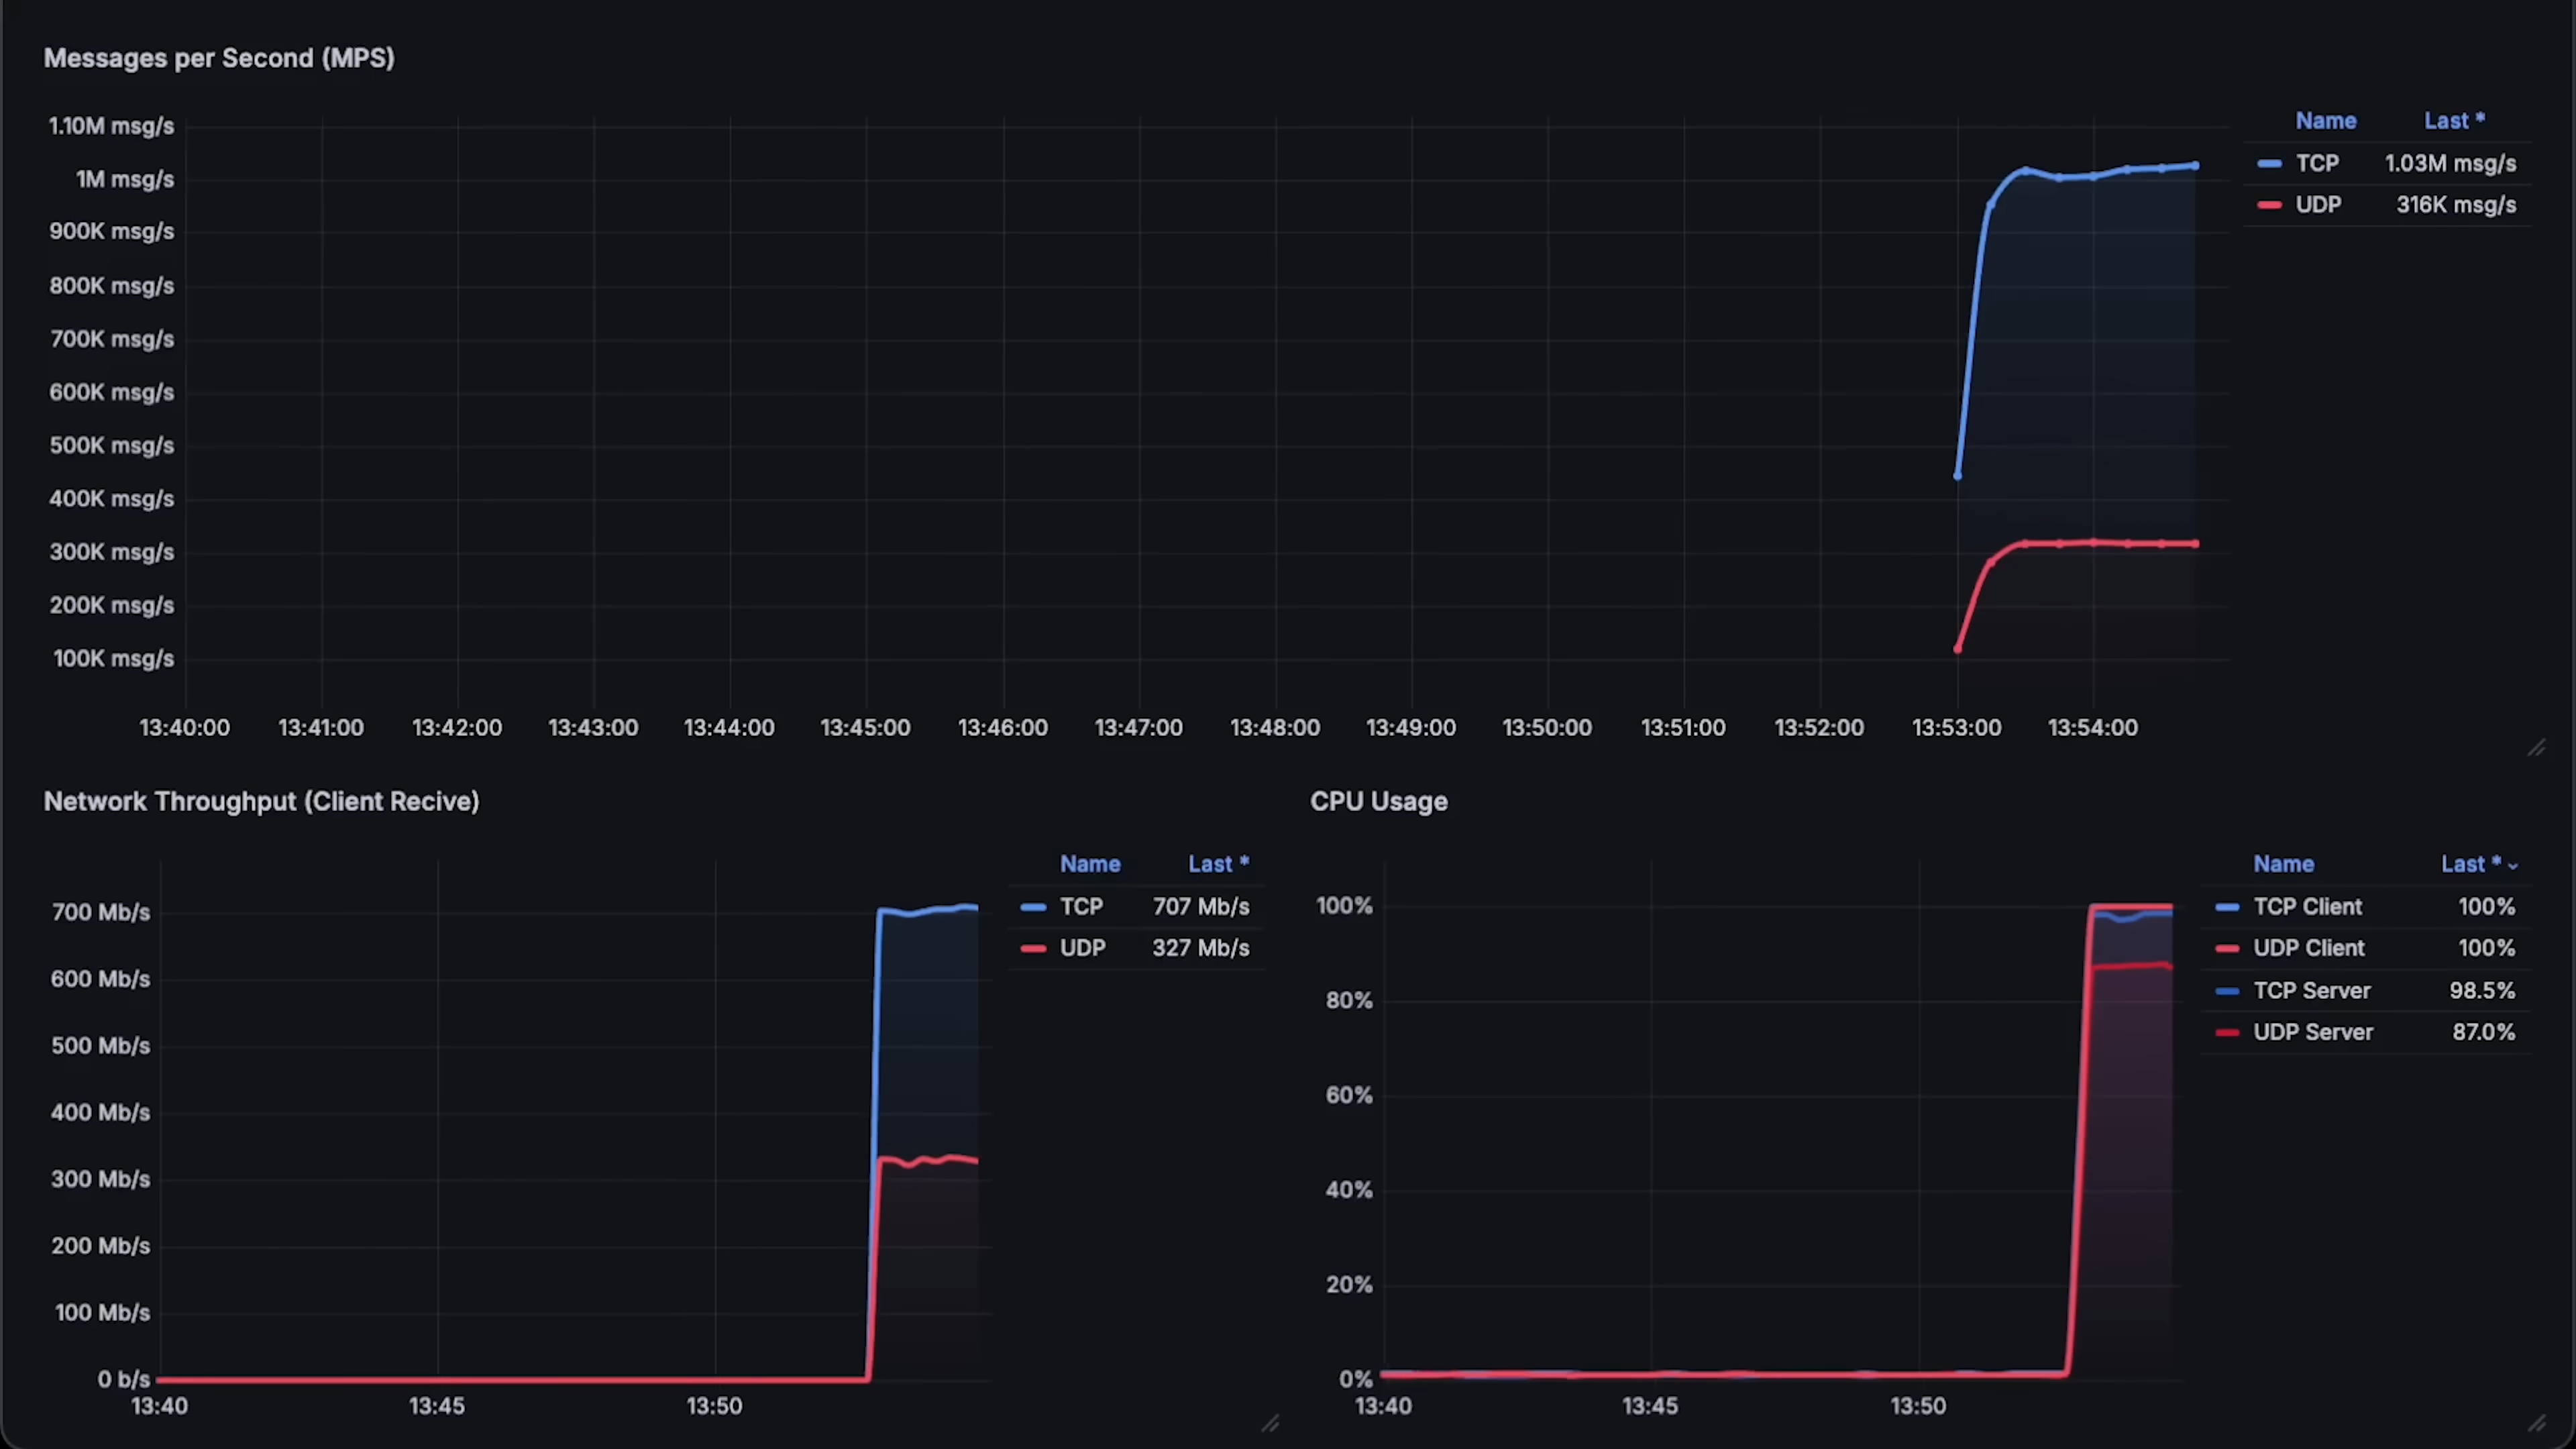 Messages per Second (MPS)
1.10M msg/s
1M msg/s
900K msg/s
800K msg/s
700K msg/s
600K msg/s
500K msg/s
400K msg/s
300K msg/s
200K msg/s
100K msg/s
13:40:00 13:41:00 13:42:00 13:43:00 13:44:00 13:45:00 13:46:00 13:47:00 13:48:00 13:49:00 13:50:00 13:51:00 13:52:00 13:53:00 13:54:00
Name Last *
TCP 1.03M msg/s
UDP 316K msg/s
Network Throughput (Client Recive)
700 Mb/s
600 Mb/s
500 Mb/s
400 Mb/s
300 Mb/s
200 Mb/s
100 Mb/s
0 b/s
13:40 13:45 13:50
Name Last *
TCP 707 Mb/s
UDP 327 Mb/s
CPU Usage
100%
80%
60%
40%
20%
0%
13:40 13:45 13:50
Name Last *
TCP Client 100%
UDP Client 100%
TCP Server 98.5%
UDP Server 87.0%